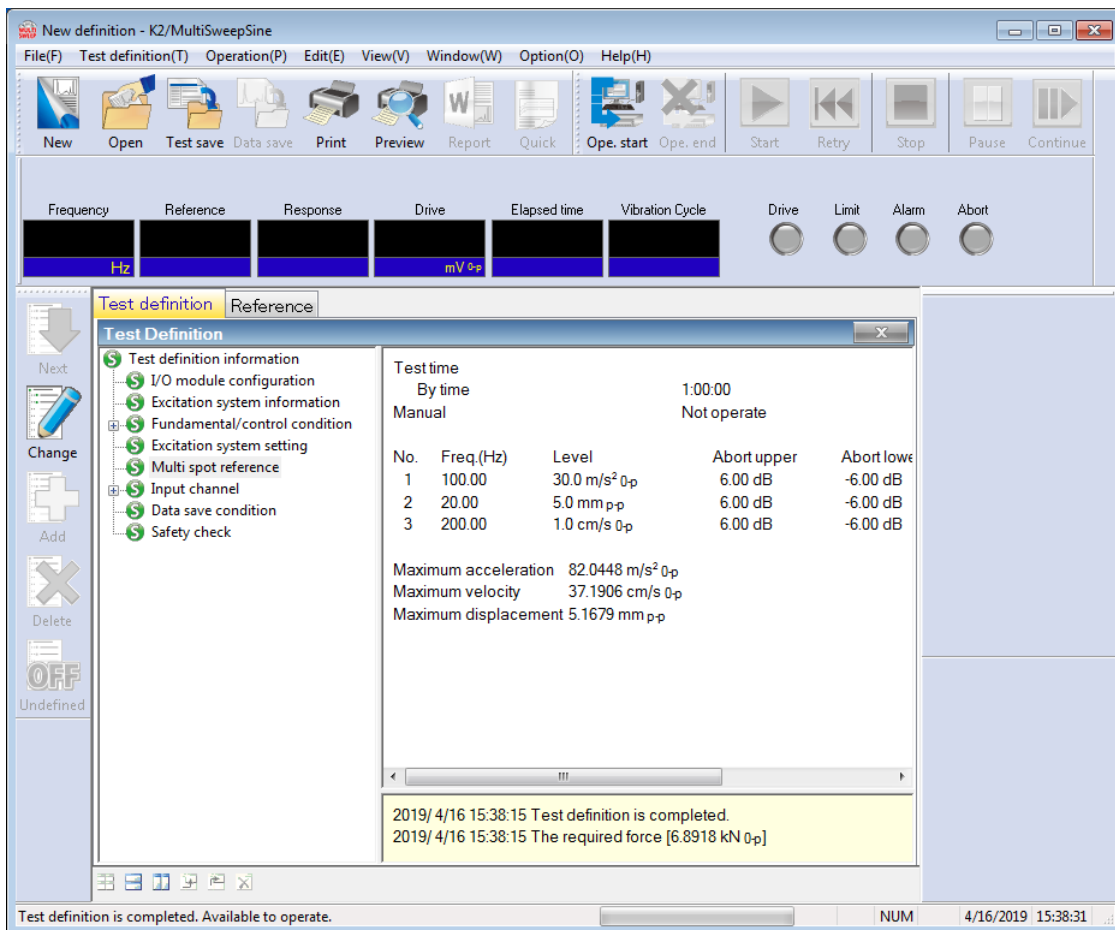 New definition - K2/MultiSweepSine
File(F) Test definition(T) Operation(P) Edit(E) View(V) Window(W) Option(O) Help(H)
New Open Test save Data save Print Preview Report Quick Ope. start Ope. end Start Retry Stop Pause Continue
Frequency Reference Response Drive Elapsed time Vibration Cycle Drive Limit Alarm Abort
Hz mV 0-p
Test definition Reference
Test Definition
Next
Change
Add
Delete
OFF
Undefined
Test definition information
I/O module configuration
Excitation system information
Fundamental/control condition
Excitation system setting
Multi spot reference
Input channel
Data save condition
Safety check
Test time
By time 1:00:00
Manual Not operate
No. Freq.(Hz) Level Abort upper Abort lowe
1 100.00 30.0 m/s² 0-p 6.00 dB -6.00 dB
2 20.00 5.0 mm p-p 6.00 dB -6.00 dB
3 200.00 1.0 cm/s 0-p 6.00 dB -6.00 dB
Maximum acceleration 82.0448 m/s² 0-p
Maximum velocity 37.1906 cm/s 0-p
Maximum displacement 5.1679 mm p-p
2019/ 4/16 15:38:15 Test definition is completed.
2019/ 4/16 15:38:15 The required force [6.8918 kN 0-p]
Test definition is completed. Available to operate. NUM 4/16/2019 15:38:31